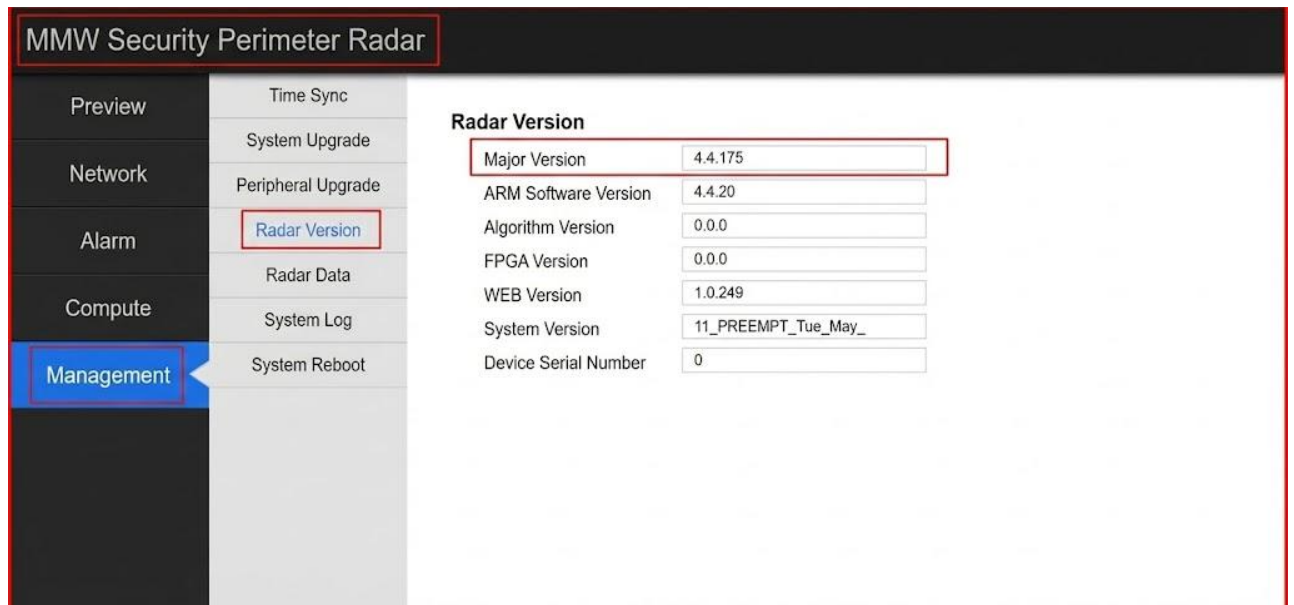 MMW Security Perimeter Radar
Preview
Network
Alarm
Compute
Management
Time Sync
System Upgrade
Peripheral Upgrade
Radar Version
Radar Data
System Log
System Reboot
Radar Version
Major Version 4.4.175
ARM Software Version 4.4.20
Algorithm Version 0.0.0
FPGA Version 0.0.0
WEB Version 1.0.249
System Version 11_PREEMPT_Tue_May_
Device Serial Number 0